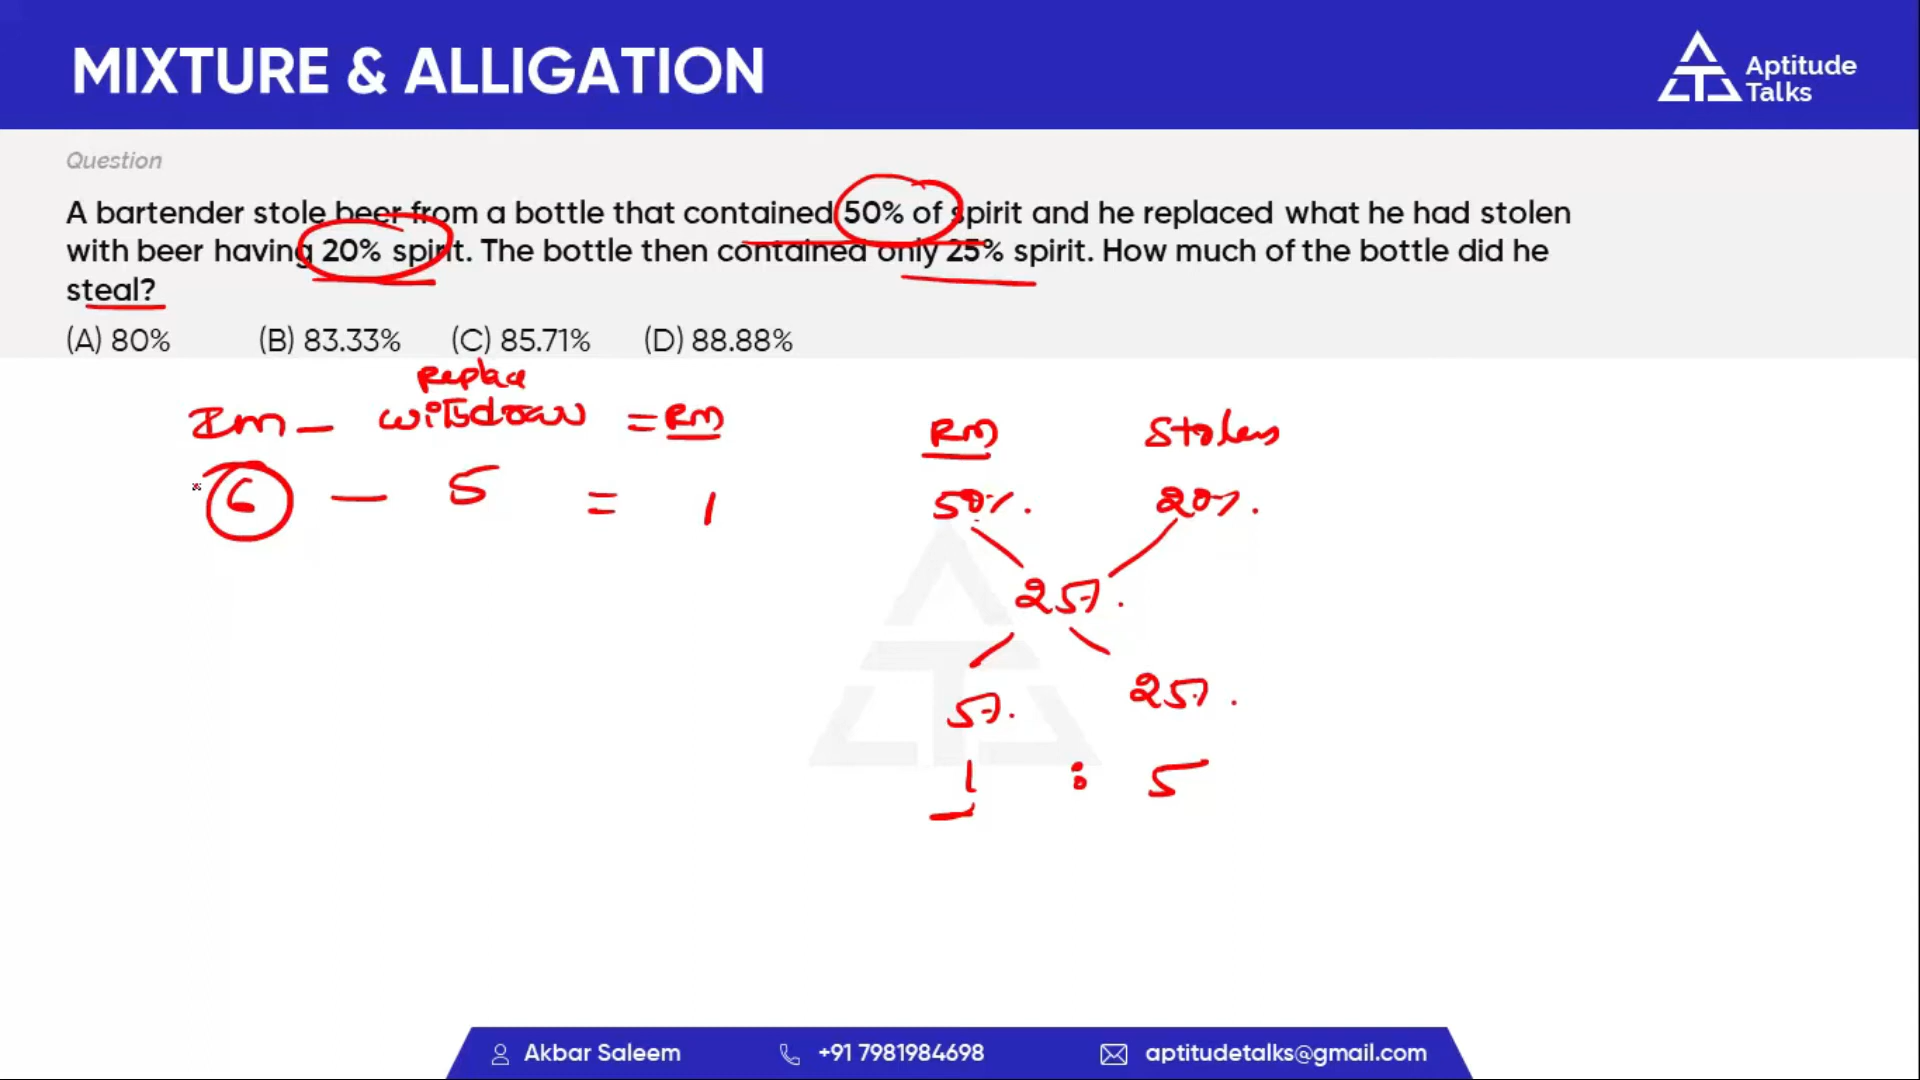 MIXTURE & ALLIGATION
Aptitude
Talks
Question
A bartender stole beer from a bottle that contained 50% of spirit and he replaced what he had stolen
with beer having 20% spirit. The bottle then contained only 25% spirit. How much of the bottle did he
steal?
(A) 80% (B) 83.33% (C) 85.71% (D) 88.88%
Replace
Im - withdraw = RM
6 - 5 = 1
RM Stolen
50% 20%
25%
5% 25%
1 : 5
Akbar Saleem +91 7981984698 aptitudetalks@gmail.com